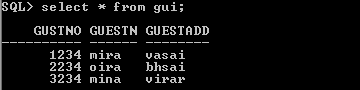 SQL> select * from gui;
GUSTNO GUESTN GUESTADD
---------- ------ --------
1234 mira vasai
2234 oira bhsai
3234 mina virar